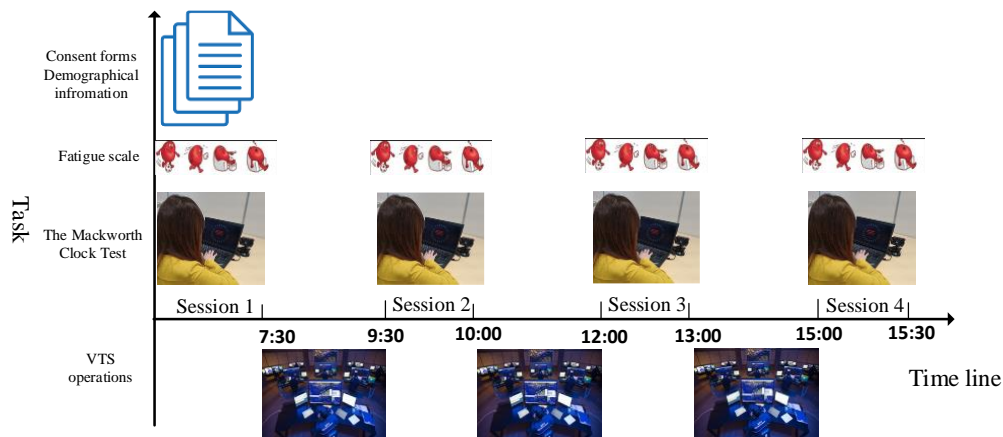 Consent forms
Demographical
infromation
Fatigue scale
Task
The Mackworth
Clock Test
Session 1
Session 2
Session 3
Session 4
7:30
9:30
10:00
12:00
13:00
15:00
15:30
VTS
operations
Time line